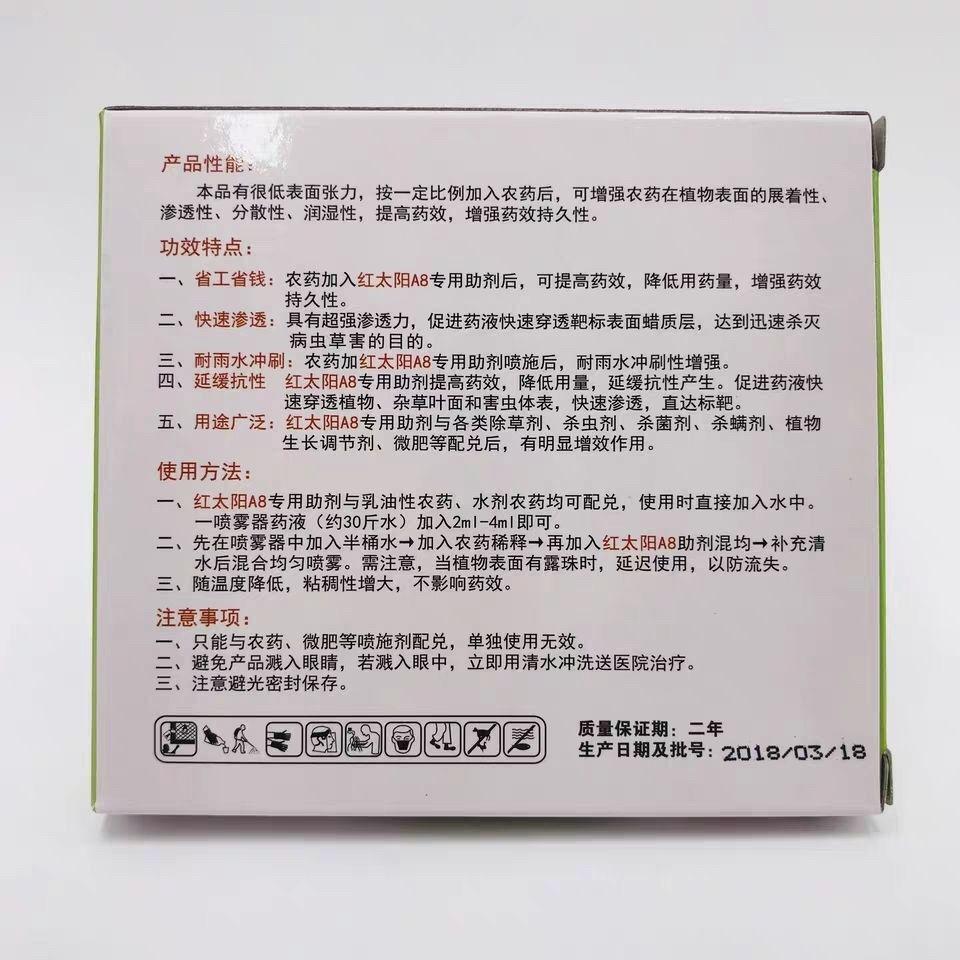 产品性能：
本品有很低表面张力，按一定比例加入农药后，可增强农药在植物表面的展着性、
渗透性、分散性、润湿性，提高药效，增强药效持久性。
功效特点：
一、省工省钱：农药加入红太阳A8专用助剂后，可提高药效，降低用药量，增强药效
持久性。
二、快速渗透：具有超强渗透力，促进药液快速穿透靶标表面蜡质层，达到迅速杀灭
病虫草害的目的。
三、耐雨水冲刷：农药加红太阳A8专用助剂喷施后，耐雨水冲刷性增强。
四、延缓抗性 红太阳A8专用助剂提高药效，降低用量，延缓抗性产生。促进药液快
速穿透植物、杂草叶面和害虫体表，快速渗透，直达标靶。
五、用途广泛：红太阳A8专用助剂与各类除草剂、杀虫剂、杀菌剂、杀螨剂、植物
生长调节剂、微肥等配兑后，有明显增效作用。
使用方法：
一、红太阳A8专用助剂与乳油性农药、水剂农药均可配兑，使用时直接加入水中。
一喷雾器药液（约30斤水）加入2ml-4ml即可。
二、先在喷雾器中加入半桶水→加入农药稀释→再加入红太阳A8助剂混均→补充清
水后混合均匀喷雾。需注意，当植物表面有露珠时，延迟使用，以防流失。
三、随温度降低，粘稠性增大，不影响药效。
注意事项：
一、只能与农药、微肥等喷施剂配兑，单独使用无效。
二、避免产品溅入眼睛，若溅入眼中，立即用清水冲洗送医院治疗。
三、注意避光密封保存。
质量保证期：二年
生产日期及批号：2018/03/18